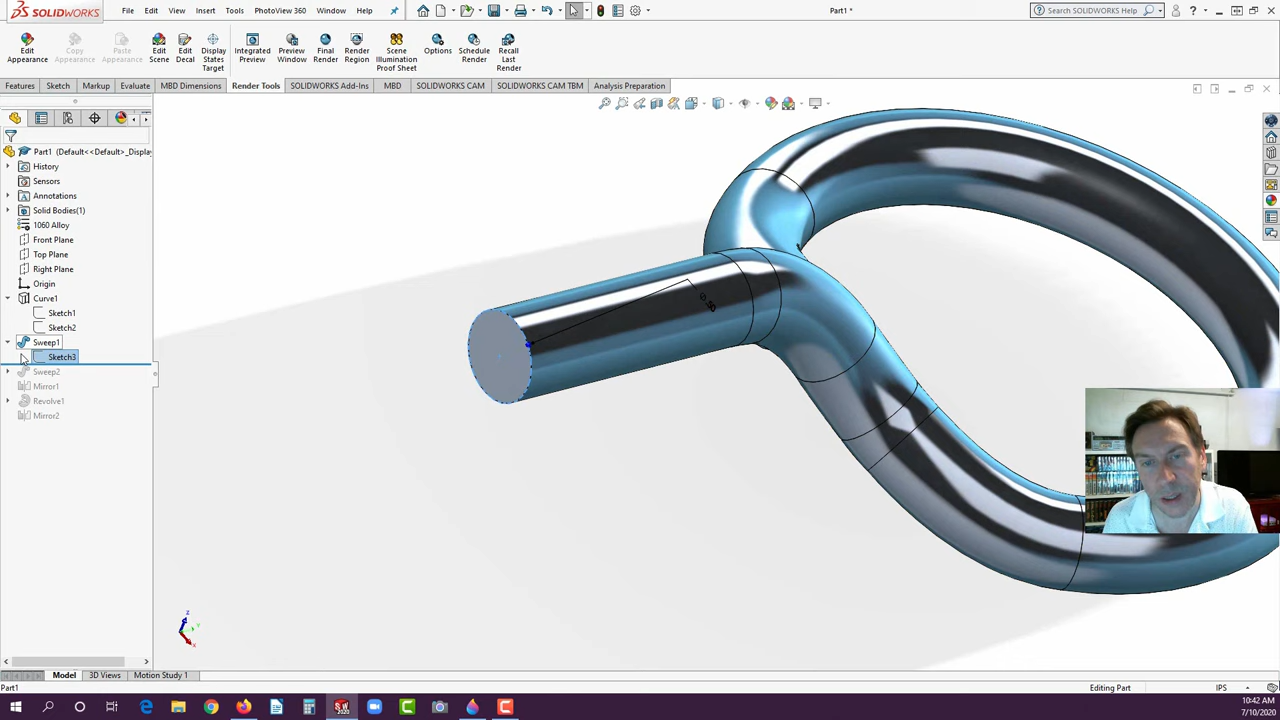 SOLIDWORKS File Edit View Insert Tools PhotoView 360 Window Help Part1 * Search SOLIDWORKS Help
Edit Appearance
Copy Appearance
Paste Appearance
Edit Scene
Edit Decal
Display States Target
Integrated Preview
Preview Window
Final Render
Render Region
Scene Illumination Proof Sheet
Options
Schedule Render
Recall Last Render
Features Sketch Markup Evaluate MBD Dimensions Render Tools SOLIDWORKS Add-Ins MBD SOLIDWORKS CAM SOLIDWORKS CAM TBM Analysis Preparation
Part1 (Default<<Default>_Display
History
Sensors
Annotations
Solid Bodies(1)
1060 Alloy
Front Plane
Top Plane
Right Plane
Origin
Curve1
Sketch1
Sketch2
Sweep1
Sketch3
Sweep2
Mirror1
Revolve1
Mirror2
Z
Y
X
Model 3D Views Motion Study 1
Part1 Editing Part IPS
10:42 AM
7/10/2020